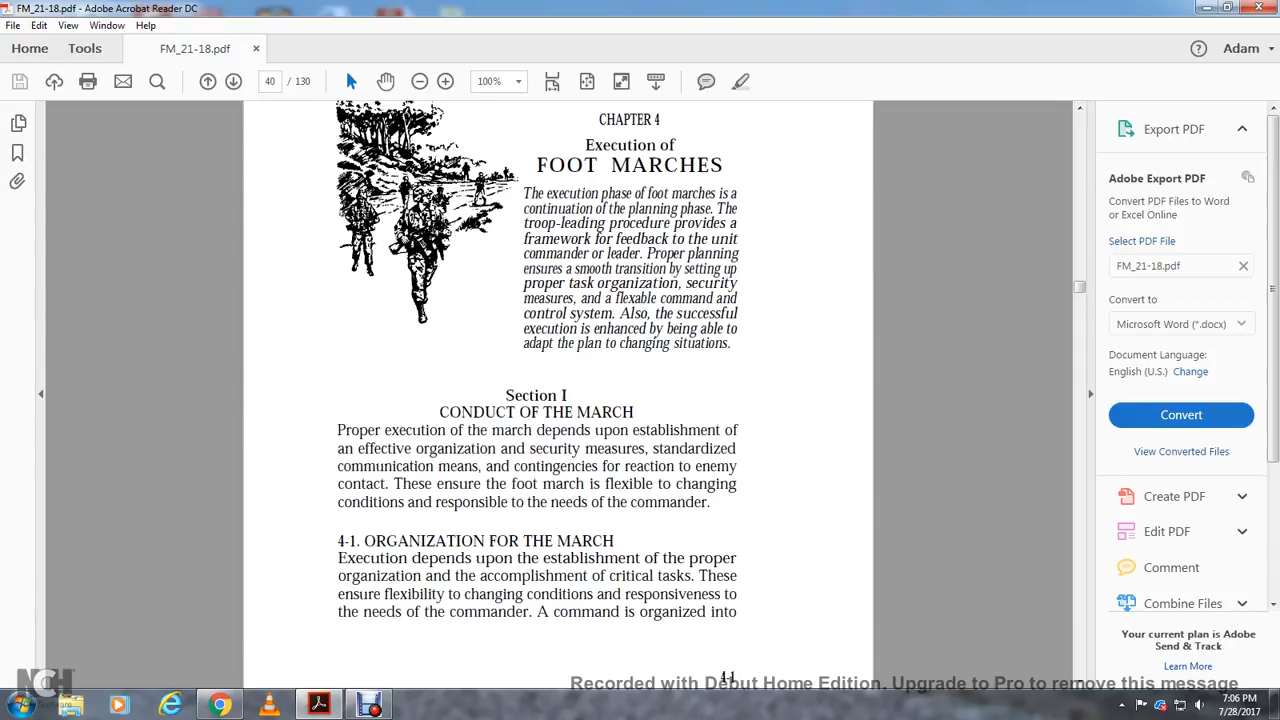 FM_21-18.pdf - Adobe Acrobat Reader DC
File Edit View Window Help
Home Tools FM_21-18.pdf × Adam
40 / 130 100%
CHAPTER 4
Execution of
FOOT MARCHES
The execution phase of foot marches is a
continuation of the planning phase. The
troop-leading procedure provides a
framework for feedback to the unit
commander or leader. Proper planning
ensures a smooth transition by setting up
proper task organization, security
measures, and a flexable command and
control system. Also, the successful
execution is enhanced by being able to
adapt the plan to changing situations.
Section I
CONDUCT OF THE MARCH
Proper execution of the march depends upon establishment of
an effective organization and security measures, standardized
communication means, and contingencies for reaction to enemy
contact. These ensure the foot march is flexible to changing
conditions and responsible to the needs of the commander.
4-1. ORGANIZATION FOR THE MARCH
Execution depends upon the establishment of the proper
organization and the accomplishment of critical tasks. These
ensure flexibility to changing conditions and responsiveness to
the needs of the commander. A command is organized into
4-1
Export PDF
Adobe Export PDF
Convert PDF Files to Word
or Excel Online
Select PDF File
FM_21-18.pdf
Convert to
Microsoft Word (*.docx)
Document Language:
English (U.S.) Change
Convert
View Converted Files
Create PDF
Edit PDF
Comment
Combine Files
Your current plan is Adobe
Send & Track
Learn More
NCH Software
Recorded with Debut Home Edition. Upgrade to Pro to remove this message
7:06 PM
7/28/2017